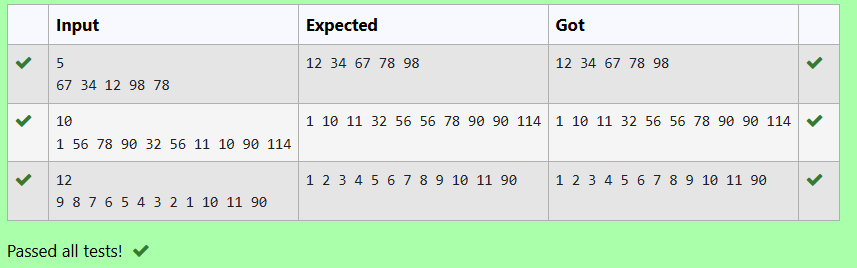 Input Expected Got
5 12 34 67 78 98 12 34 67 78 98
67 34 12 98 78
10 1 10 11 32 56 56 78 90 90 114 1 10 11 32 56 56 78 90 90 114
1 56 78 90 32 56 11 10 90 114
12 1 2 3 4 5 6 7 8 9 10 11 90 1 2 3 4 5 6 7 8 9 10 11 90
9 8 7 6 5 4 3 2 1 10 11 90
Passed all tests!